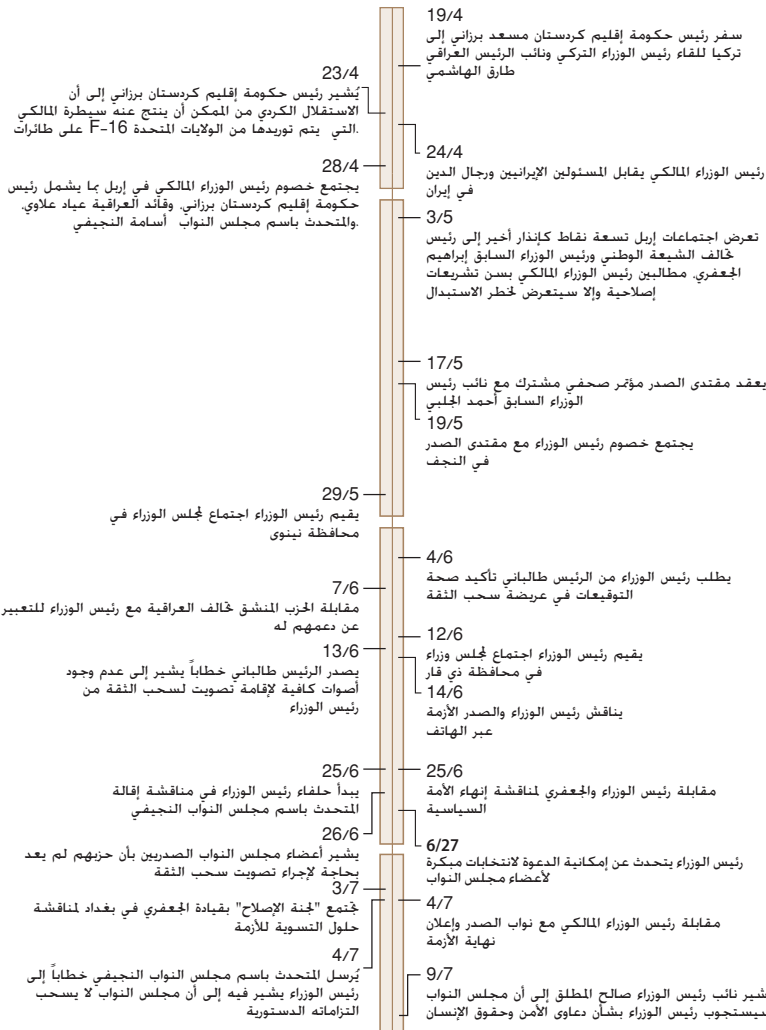 19/4
سفر رئيس حكومة إقليم كردستان مسعد برزاني إلى
تركيا للقاء رئيس الوزراء التركي ونائب الرئيس العراقي
طارق الهاشمي
23/4
يُشير رئيس حكومة إقليم كردستان برزاني إلى أن
الاستقلال الكردي من الممكن أن ينتج عنه سيطرة المالكي
.التي يتم توريدها من الولايات المتحدة F-16 على طائرات
24/4
رئيس الوزراء المالكي يقابل المسئولين الإيرانيين ورجال الدين
في إيران
28/4
يجتمع خصوم رئيس الوزراء المالكي في إربل بما يشمل رئيس
حكومة إقليم كردستان برزاني، وقائد العراقية عياد علاوي،
.والمتحدث باسم مجلس النواب أسامة النجيفي
3/5
تعرض اجتماعات إربل تسعة نقاط كإنذار أخير إلى رئيس
تحالف الشيعة الوطني ورئيس الوزراء السابق إبراهيم
الجعفري، مطالبين رئيس الوزراء المالكي بسن تشريعات
إصلاحية وإلا سيتعرض لخطر الاستبدال
17/5
يعقد مقتدى الصدر مؤتمر صحفي مشترك مع نائب رئيس
الوزراء السابق أحمد الجلبي
19/5
يجتمع خصوم رئيس الوزراء مع مقتدى الصدر
في النجف
29/5
يقيم رئيس الوزراء اجتماع لمجلس الوزراء في
محافظة نينوى
4/6
يطلب رئيس الوزراء من الرئيس طالباني تأكيد صحة
التوقيعات في عريضة سحب الثقة
7/6
مقابلة الحزب المنشق تحالف العراقية مع رئيس الوزراء للتعبير
عن دعمهم له
12/6
يقيم رئيس الوزراء اجتماع لمجلس وزراء
في محافظة ذي قار
13/6
يصدر الرئيس طالباني خطاباً يشير إلى عدم وجود
أصوات كافية لإقامة تصويت لسحب الثقة من
رئيس الوزراء
14/6
يناقش رئيس الوزراء والصدر الأزمة
عبر الهاتف
25/6
يبدأ حلفاء رئيس الوزراء في مناقشة إقالة
المتحدث باسم مجلس النواب النجيفي
25/6
مقابلة رئيس الوزراء والجعفري لمناقشة إنهاء الأمة
السياسية
26/6
يشير أعضاء مجلس النواب الصدريين بأن حزبهم لم يعد
بحاجة لإجراء تصويت سحب الثقة
6/27
رئيس الوزراء يتحدث عن إمكانية الدعوة لانتخابات مبكرة
لأعضاء مجلس النواب
3/7
تجتمع "لجنة الإصلاح" بقيادة الجعفري في بغداد لمناقشة
حلول التسوية للأزمة
4/7
مقابلة رئيس الوزراء المالكي مع نواب الصدر وإعلان
نهاية الأزمة
4/7
يُرسل المتحدث باسم مجلس النواب النجيفي خطاباً إلى
رئيس الوزراء يشير فيه إلى أن مجلس النواب لا يسحب
التزاماته الدستورية
9/7
شير نائب رئيس الوزراء صالح المطلق إلى أن مجلس النواب
سيستجوب رئيس الوزراء بشأن دعاوى الأمن وحقوق الإنسان